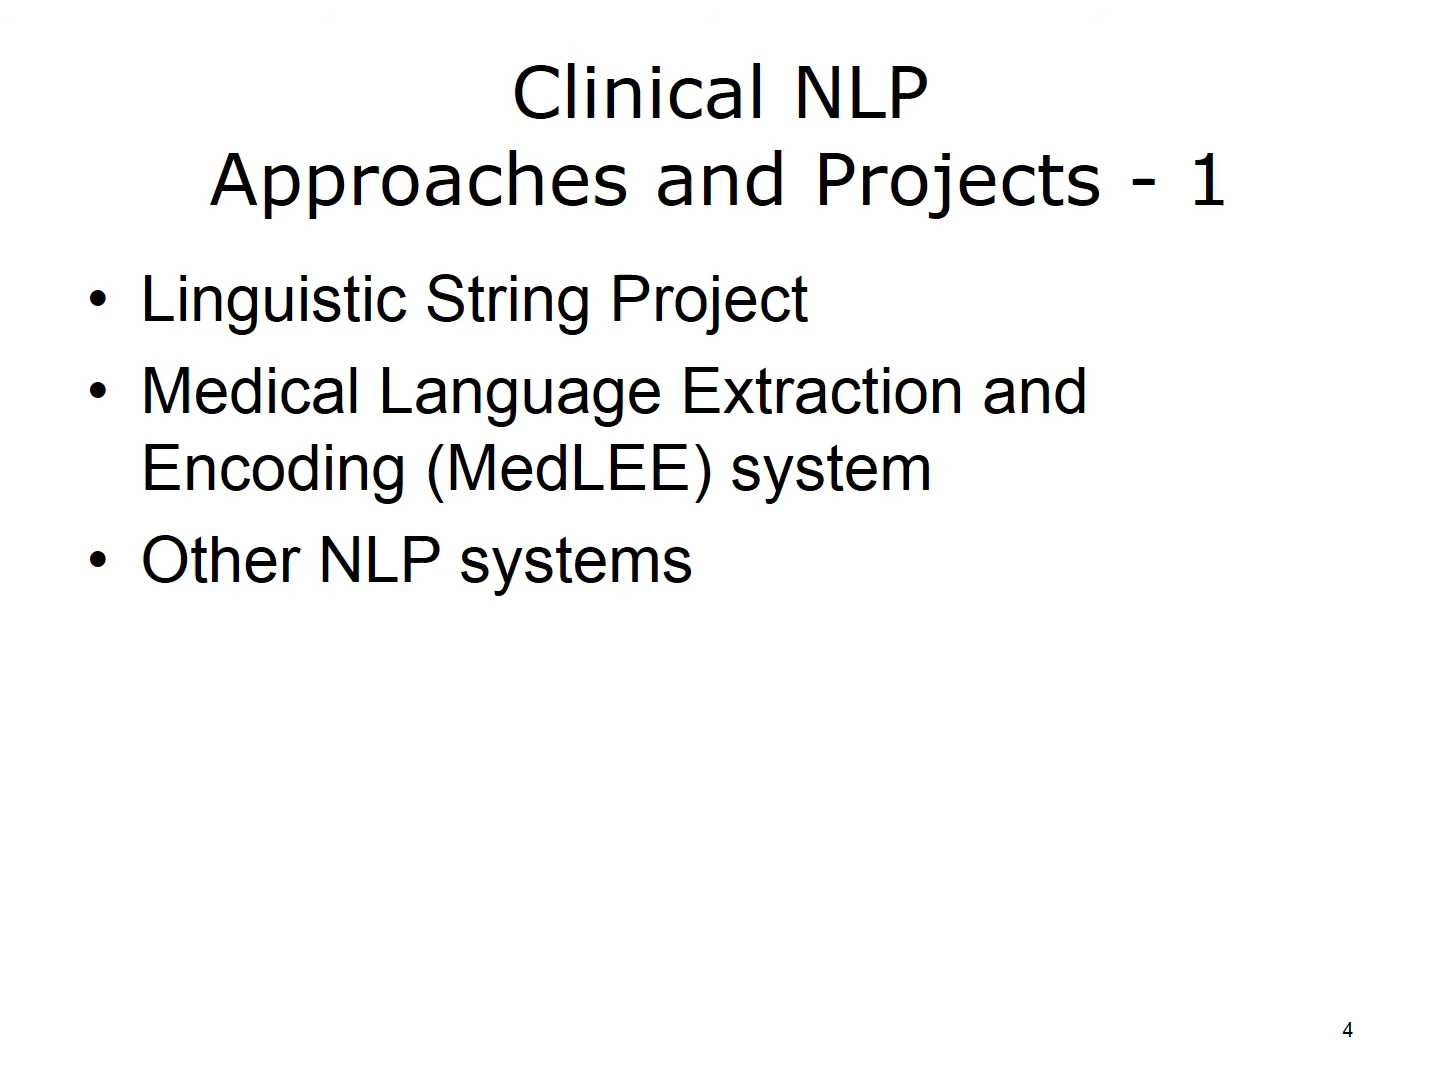 Clinical NLP
Approaches and Projects - 1
• Linguistic String Project
• Medical Language Extraction and
Encoding (MedLEE) system
• Other NLP systems
4